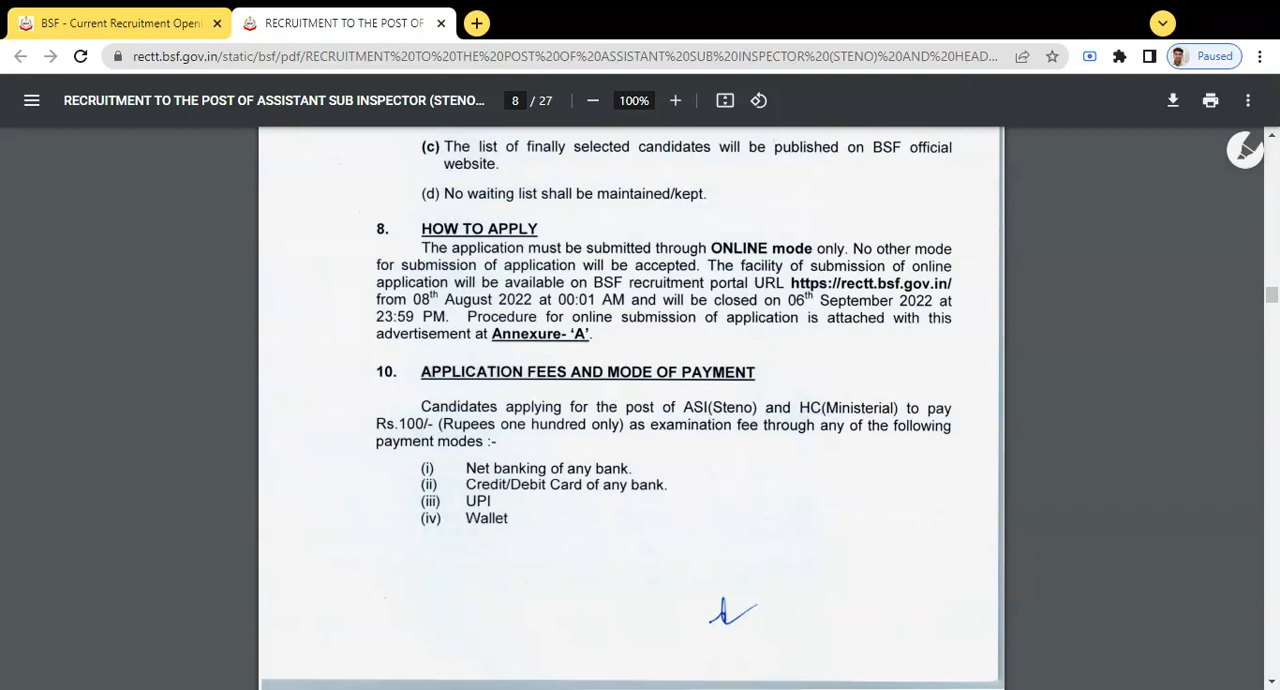 BSF - Current Recruitment Openi
RECRUITMENT TO THE POST OF
rectt.bsf.gov.in/static/bsf/pdf/RECRUITMENT%20TO%20THE%20POST%20OF%20ASSISTANT%20SUB%20INSPECTOR%20(STENO)%20AND%20HEAD...
Paused
RECRUITMENT TO THE POST OF ASSISTANT SUB INSPECTOR (STENO...
8 / 27
100%
(c) The list of finally selected candidates will be published on BSF official
website.
(d) No waiting list shall be maintained/kept.
8. HOW TO APPLY
The application must be submitted through ONLINE mode only. No other mode
for submission of application will be accepted. The facility of submission of online
application will be available on BSF recruitment portal URL https://rectt.bsf.gov.in/
from 08th August 2022 at 00:01 AM and will be closed on 06th September 2022 at
23:59 PM. Procedure for online submission of application is attached with this
advertisement at Annexure- ‘A’.
10. APPLICATION FEES AND MODE OF PAYMENT
Candidates applying for the post of ASI(Steno) and HC(Ministerial) to pay
Rs.100/- (Rupees one hundred only) as examination fee through any of the following
payment modes :-
(i) Net banking of any bank.
(ii) Credit/Debit Card of any bank.
(iii) UPI
(iv) Wallet